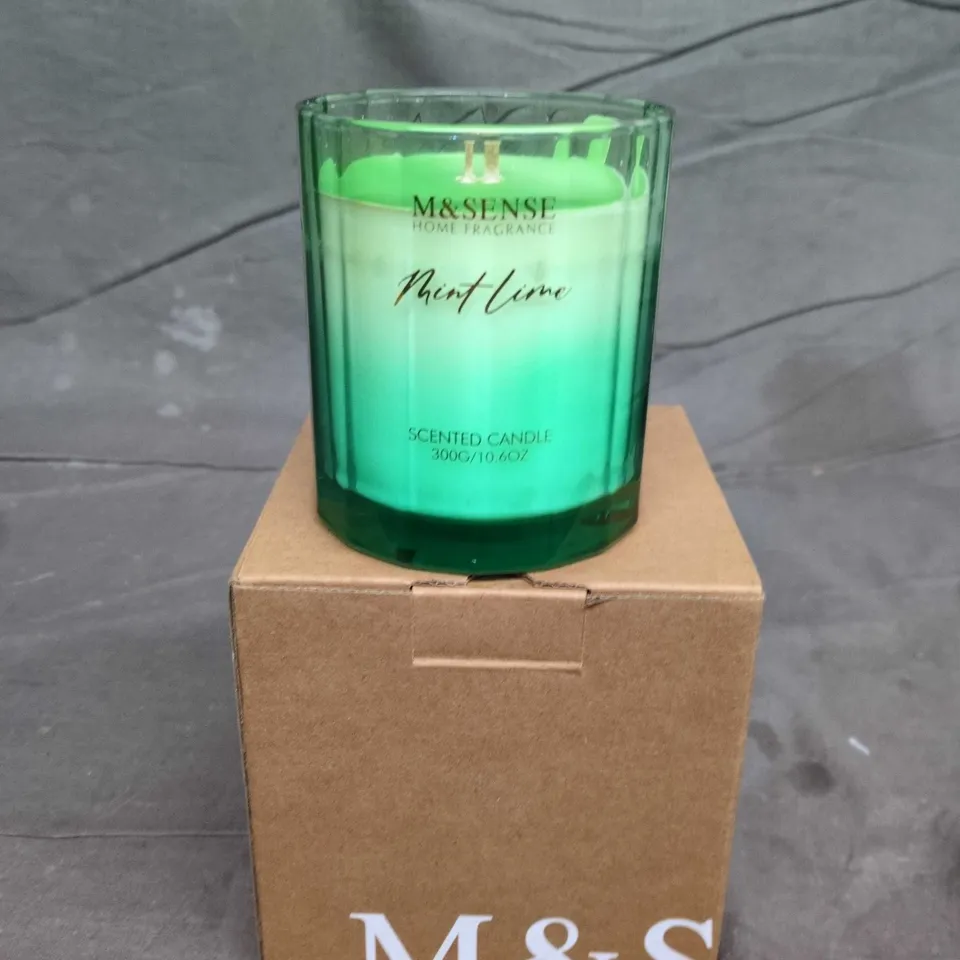 M&SENSE
HOME FRAGRANCE
Mint Lime
SCENTED CANDLE
300G/10.6OZ
M&S